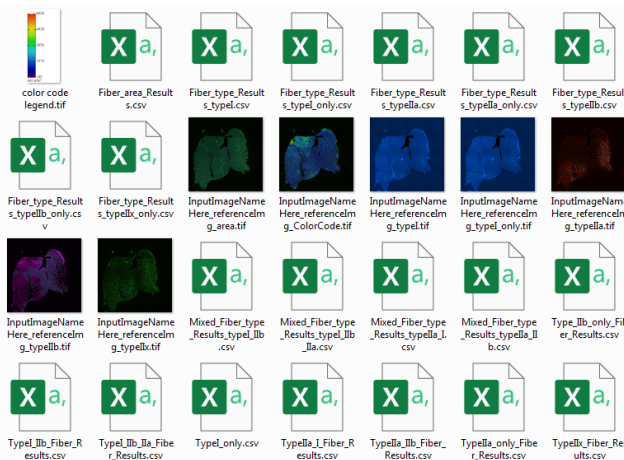 color code
legend.tif
Fiber_area_Result
s.csv
Fiber_type_Result
s_typeI.csv
Fiber_type_Result
s_typeI_only.csv
Fiber_type_Result
s_typeIIa.csv
Fiber_type_Result
s_typeIIa_only.csv
Fiber_type_Result
s_typeIIb.csv
Fiber_type_Result
s_typeIIb_only.cs
v
Fiber_type_Result
s_typeIIx_only.csv
InputImageName
Here_referenceIm
g_area.tif
InputImageName
Here_referenceIm
g_ColorCode.tif
InputImageName
Here_referenceIm
g_typeI.tif
InputImageName
Here_referenceIm
g_typeI_only.tif
InputImageName
Here_referenceIm
g_typeIIa.tif
InputImageName
Here_referenceIm
g_typeIIb.tif
InputImageName
Here_referenceIm
g_typeIIx.tif
Mixed_Fiber_type
_Results_typeI_IIb
.csv
Mixed_Fiber_type
_Results_typeI_IIb
_IIa.csv
Mixed_Fiber_type
_Results_typeIIa_I.
csv
Mixed_Fiber_type
_Results_typeIIa_II
b.csv
Type_IIb_only_Fib
er_Results.csv
TypeI_IIb_Fiber_R
esults.csv
TypeI_IIb_IIa_Fibe
r_Results.csv
TypeI_only.csv
TypeIIa_I_Fiber_R
esults.csv
TypeIIa_IIb_Fiber_
Results.csv
TypeIIa_only_Fibe
r_Results.csv
TypeIIx_Fiber_Res
ults.csv